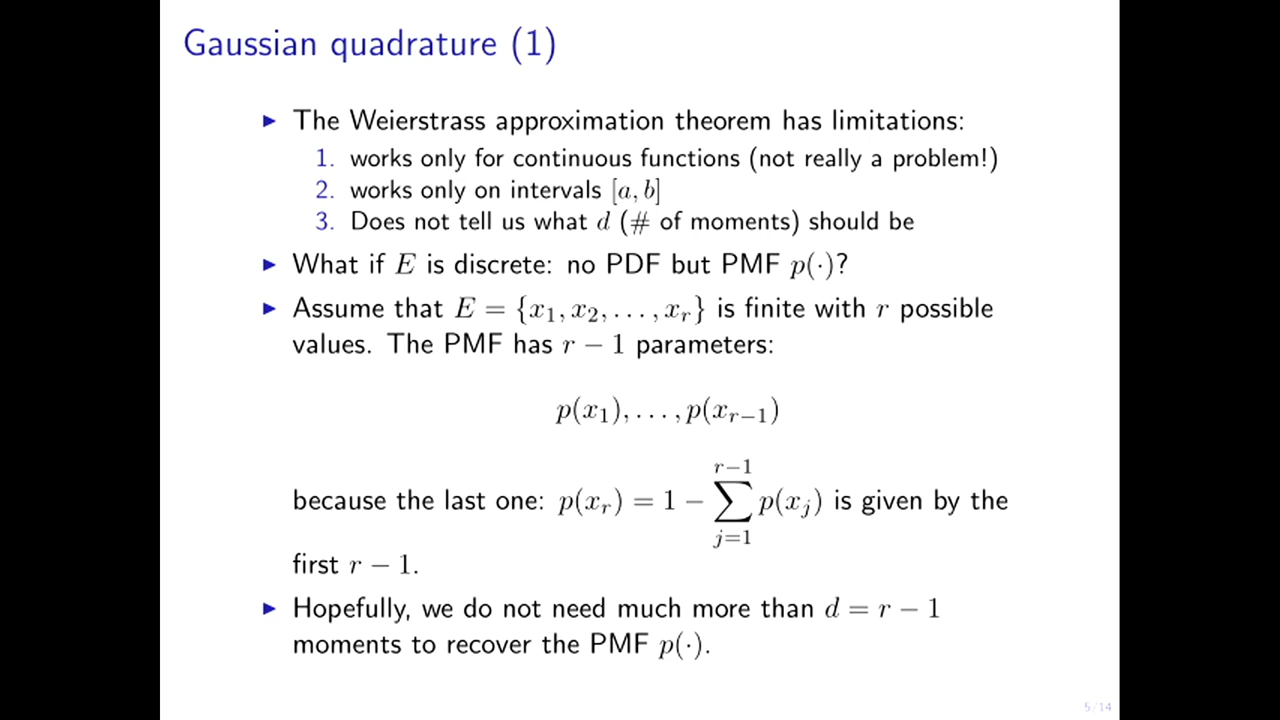 Gaussian quadrature (1)
▶ The Weierstrass approximation theorem has limitations:
1. works only for continuous functions (not really a problem!)
2. works only on intervals [a, b]
3. Does not tell us what d (# of moments) should be
▶ What if E is discrete: no PDF but PMF p(·)?
▶ Assume that E = {x₁, x₂, . . . , xᵣ} is finite with r possible
values. The PMF has r − 1 parameters:
p(x₁), . . . , p(xᵣ₋₁)
because the last one: p(xᵣ) = 1 − ∑_{j=1}^{r−1} p(xⱼ) is given by the
first r − 1.
▶ Hopefully, we do not need much more than d = r − 1
moments to recover the PMF p(·).
5 / 14